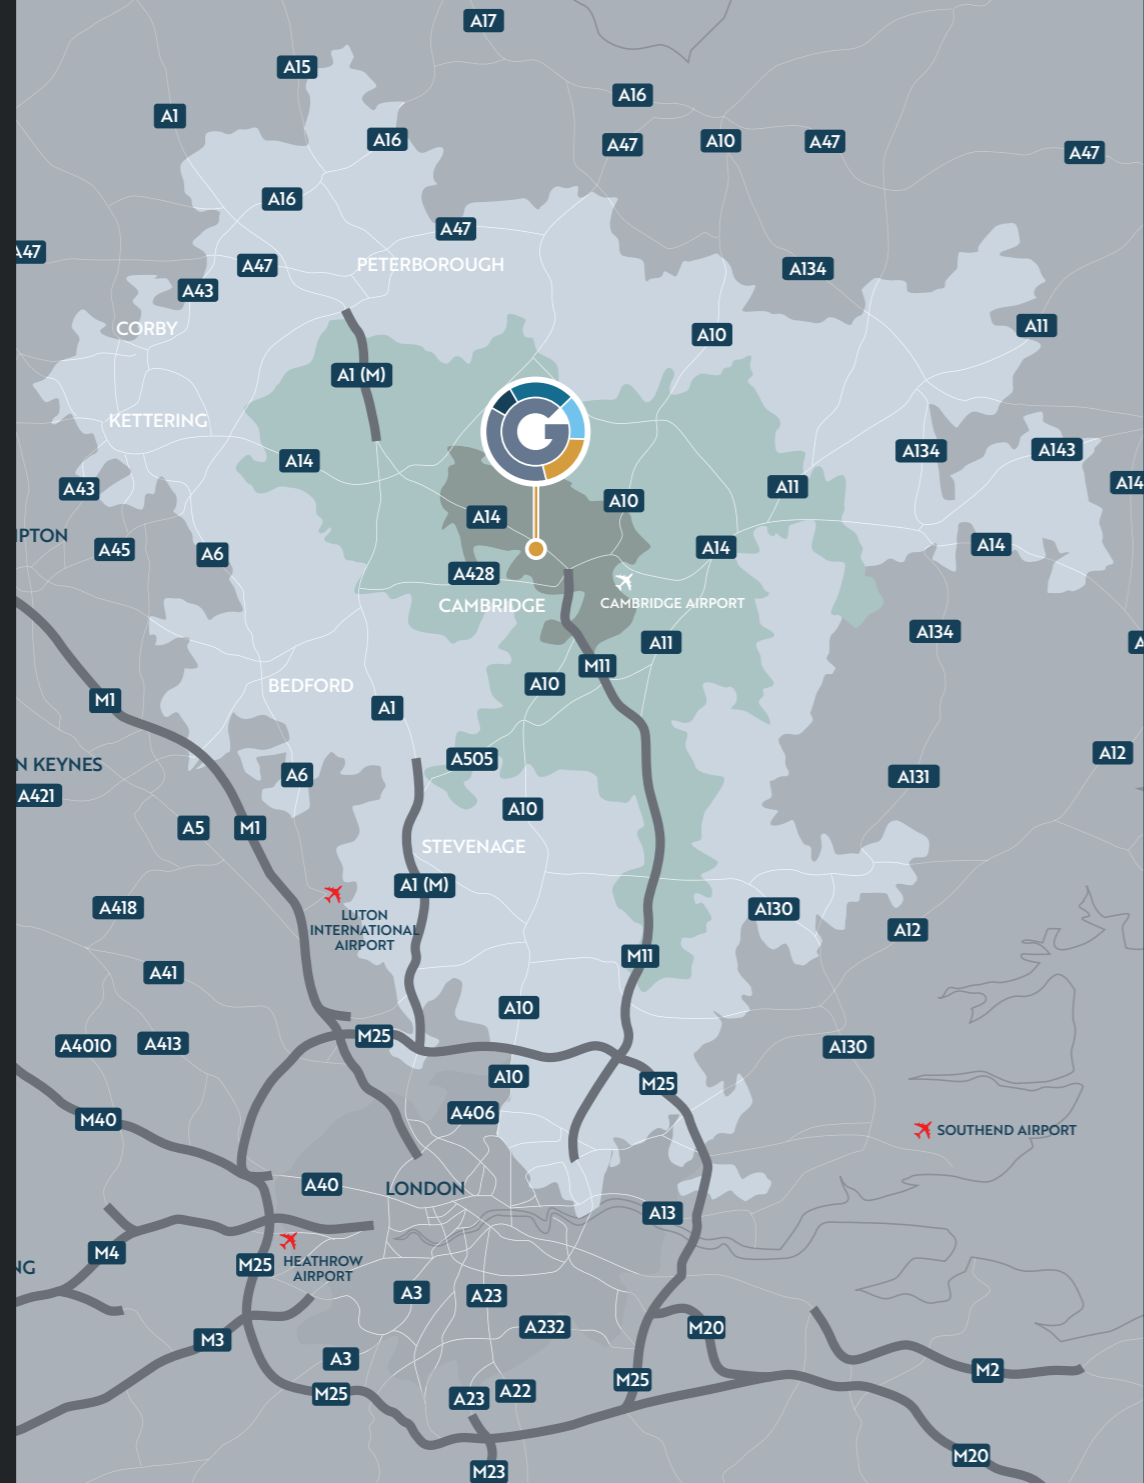 A17
A15
A16
A1
A16
A47
A10
A47
A47
A16
A47
A47
A47
PETERBOROUGH
A134
A43
CORBY
A11
A10
A1 (M)
KETTERING
G
A134
A143
A14
A43
A11
A14
A10
A14
IPTON
A45
A6
A14
A14
A428
CAMBRIDGE
CAMBRIDGE AIRPORT
A134
A11
A
M11
BEDFORD
A10
M1
A1
A12
A505
N KEYNES
A6
A131
A421
A10
A5
M1
STEVENAGE
A1 (M)
A418
A130
LUTON
INTERNATIONAL
AIRPORT
A12
M11
A41
A10
M25
A4010
A413
A130
A10
M25
A406
M40
SOUTHEND AIRPORT
A40
LONDON
A13
M4
M25
HEATHROW
AIRPORT
NG
A3
A23
A232
M20
M3
A3
M2
M25
M25
A23
A22
M20
M23